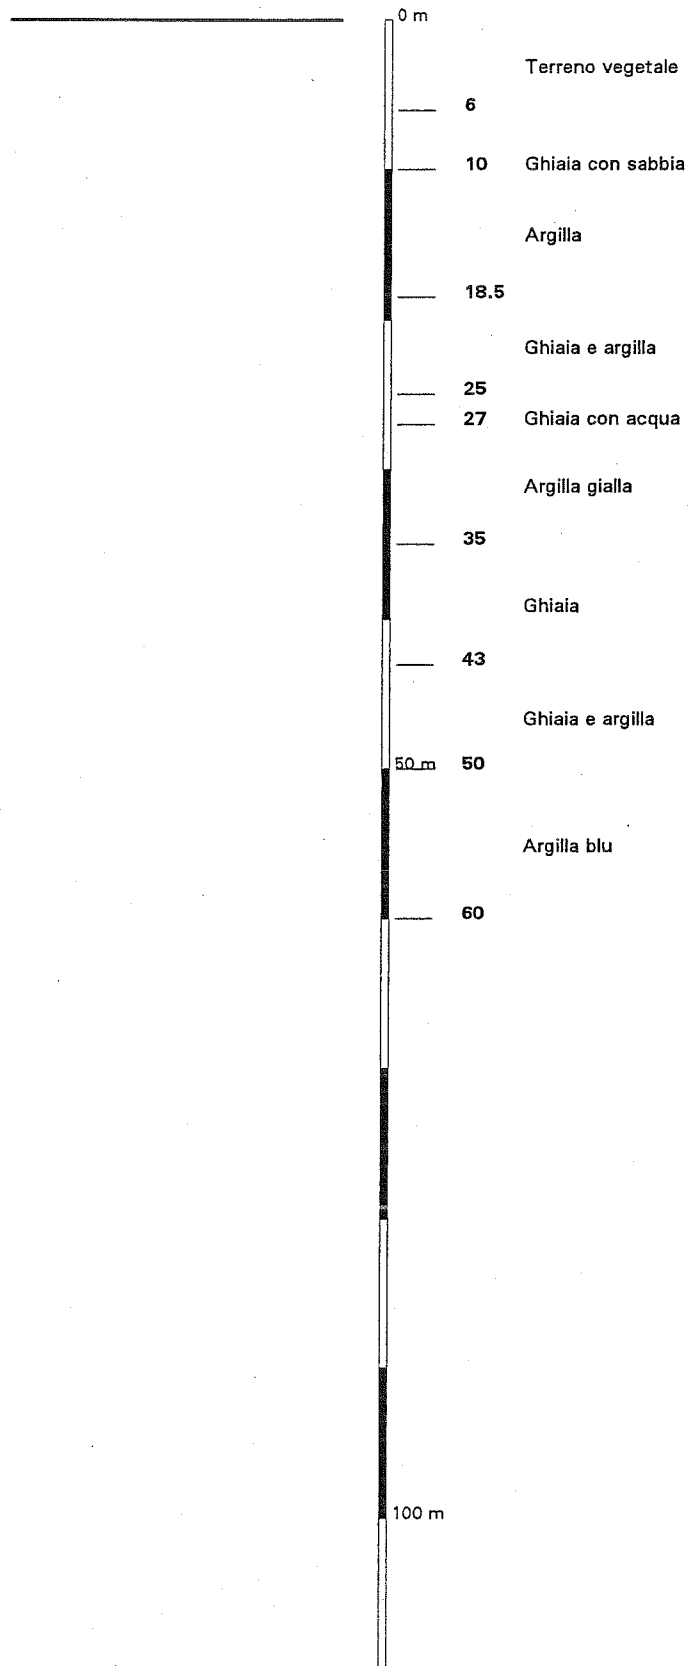 0 m
Terreno vegetale
6
10 Ghiaia con sabbia
Argilla
18.5
Ghiaia e argilla
25
27 Ghiaia con acqua
Argilla gialla
35
Ghiaia
43
Ghiaia e argilla
50 m 50
Argilla blu
60
100 m